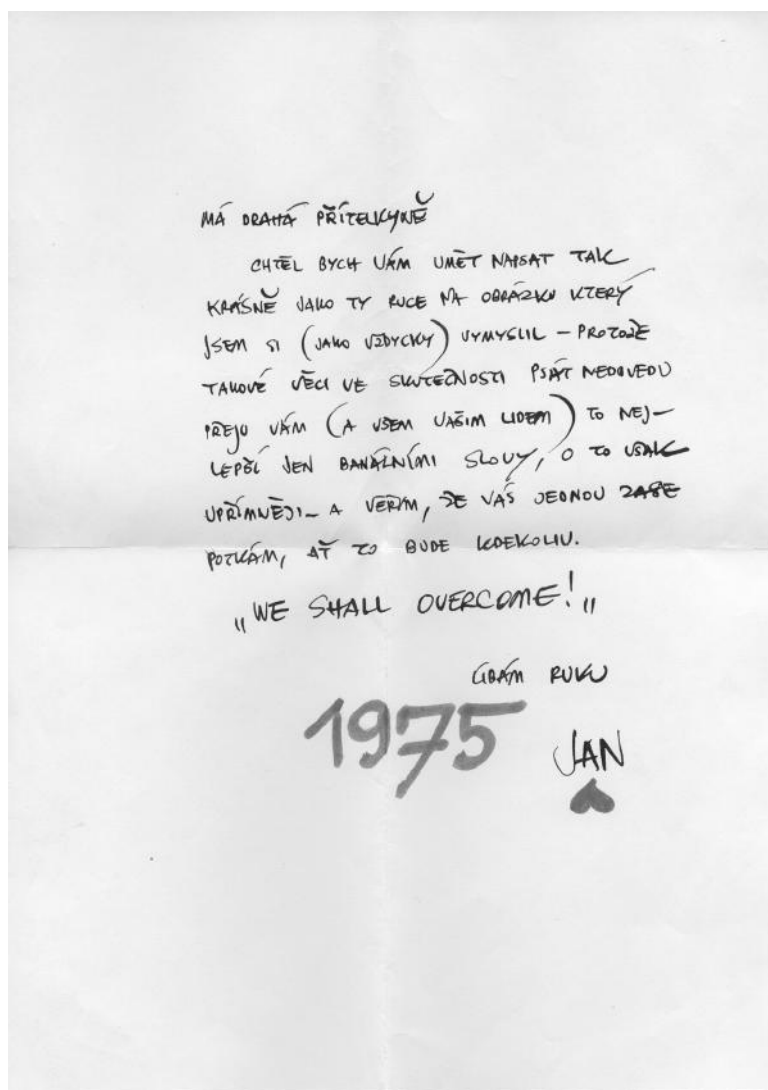 MÁ DRAHÁ PŘÍTELKYNĚ
CHTĚL BYCH VÁM UMĚT NAPSAT TAK
KRÁSNĚ JAKO TY RUCE NA OBRÁZKU KTERÝ
JSEM SI (JAKO VŽDYCKY) VYMYSLIL – PROTOŽE
TAKOVÉ VĚCI VE SKUTEČNOSTI PSÁT NEDOVEDU
PŘEJU VÁM (A VŠEM VAŠIM LIDEM) TO NEJ–
LEPŠÍ JEN BANÁLNÍMI SLOVY, O TO VŠAK
UPŘÍMNĚJI – A VĚŘÍM, ŽE VÁS JEDNOU ZASE
POTKÁM, AŤ TO BUDE KDEKOLIV.
„WE SHALL OVERCOME!„
LÍBÁM RUKU
1975 JAN